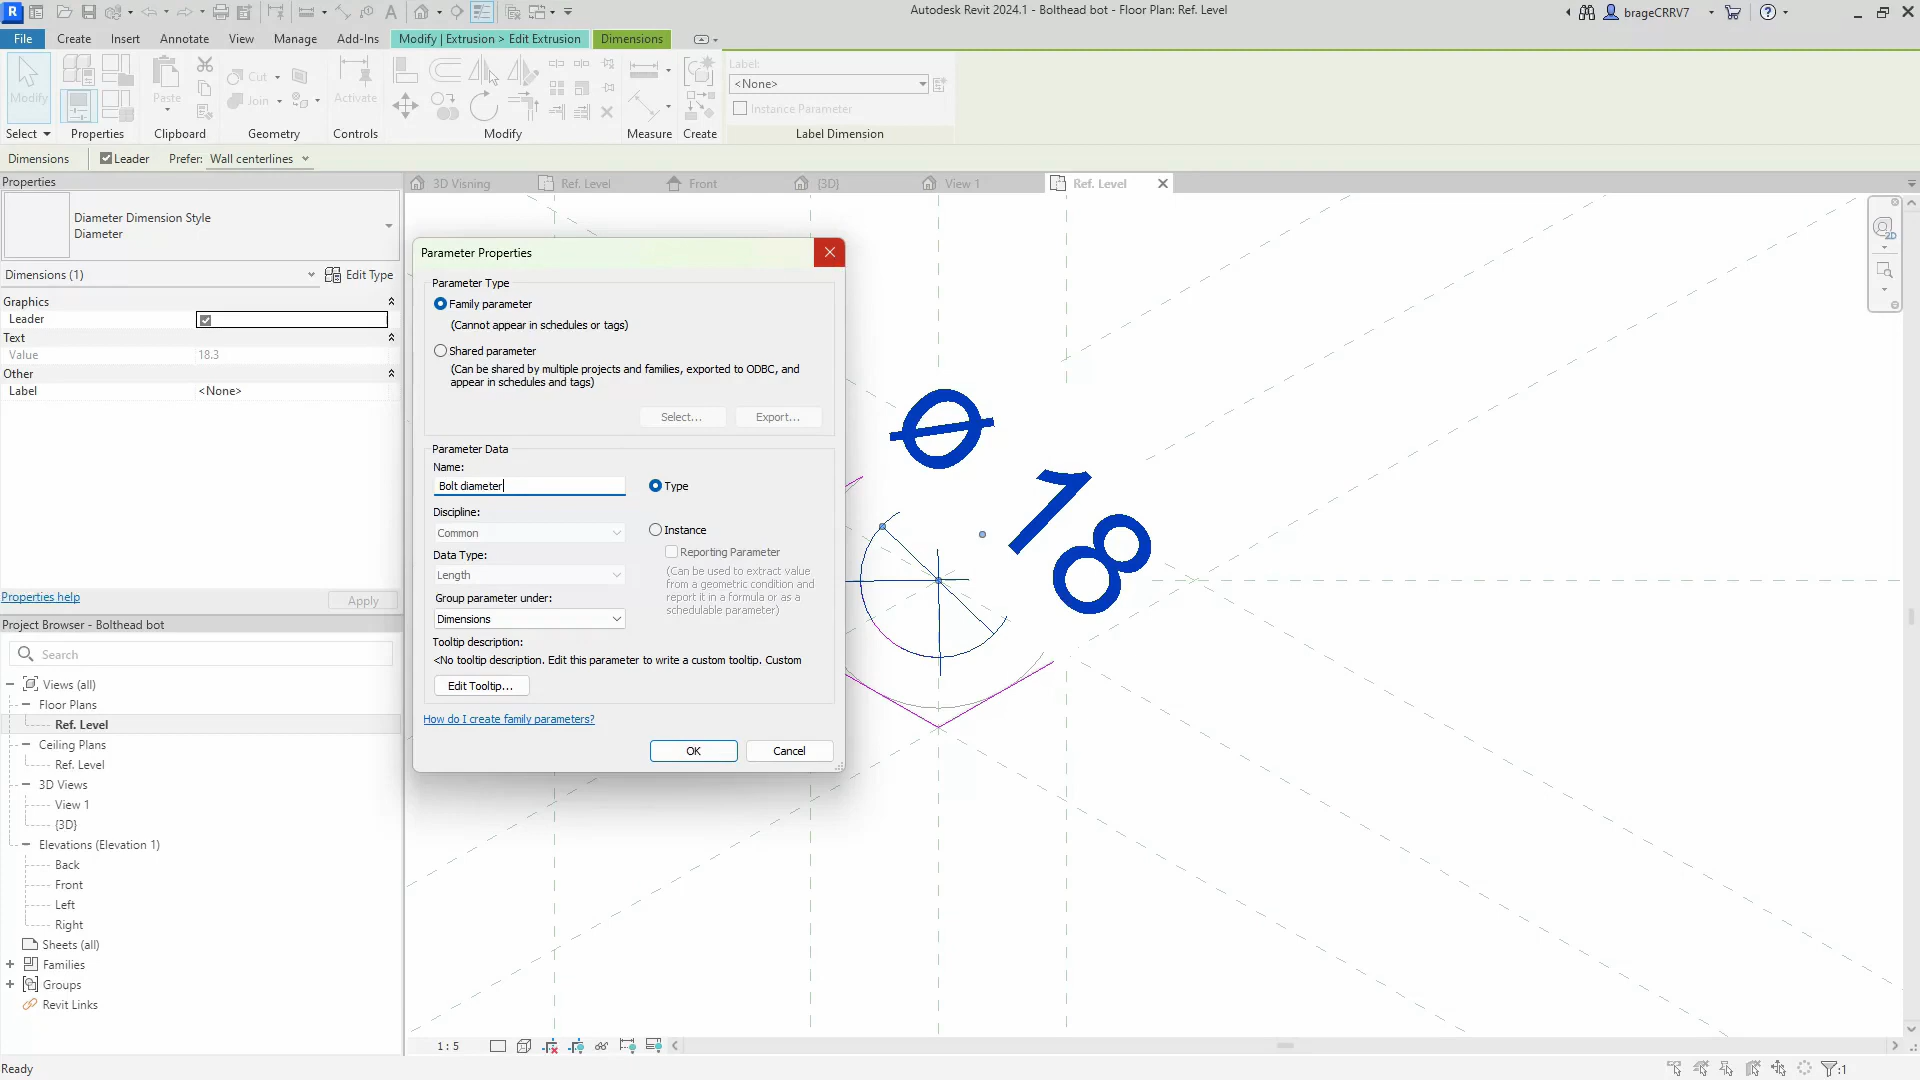 R
Autodesk Revit 2024.1 - Bolthead bot - Floor Plan: Ref. Level
brageCRRV7
File Create Insert Annotate View Manage Add-Ins Modify | Extrusion > Edit Extrusion Dimensions
Modify
Paste
Cut
Join
Activate
Label:
<None>
Instance Parameter
Select Properties Clipboard Geometry Controls Modify Measure Create Label Dimension
Dimensions Leader Prefer: Wall centerlines
Properties
3D Visning Ref. Level Front {3D} View 1 Ref. Level
Diameter Dimension Style
Diameter
Dimensions (1) Edit Type
Graphics
Leader
Text
Value 18.3
Other
Label <None>
Properties help Apply
Project Browser - Bolthead bot
Search
Views (all)
Floor Plans
Ref. Level
Ceiling Plans
Ref. Level
3D Views
View 1
{3D}
Elevations (Elevation 1)
Back
Front
Left
Right
Sheets (all)
Families
Groups
Revit Links
Parameter Properties
Parameter Type
Family parameter
(Cannot appear in schedules or tags)
Shared parameter
(Can be shared by multiple projects and families, exported to ODBC, and
appear in schedules and tags)
Select... Export...
Parameter Data
Name:
Bolt diameter
Type
Discipline:
Common
Instance
Data Type:
Reporting Parameter
Length
(Can be used to extract value
from a geometric condition and
report it in a formula or as a
schedulable parameter)
Group parameter under:
Dimensions
Tooltip description:
<No tooltip description. Edit this parameter to write a custom tooltip. Custom
Edit Tooltip...
How do I create family parameters?
OK Cancel
Ø 18
2D
1 : 5
Ready
:1